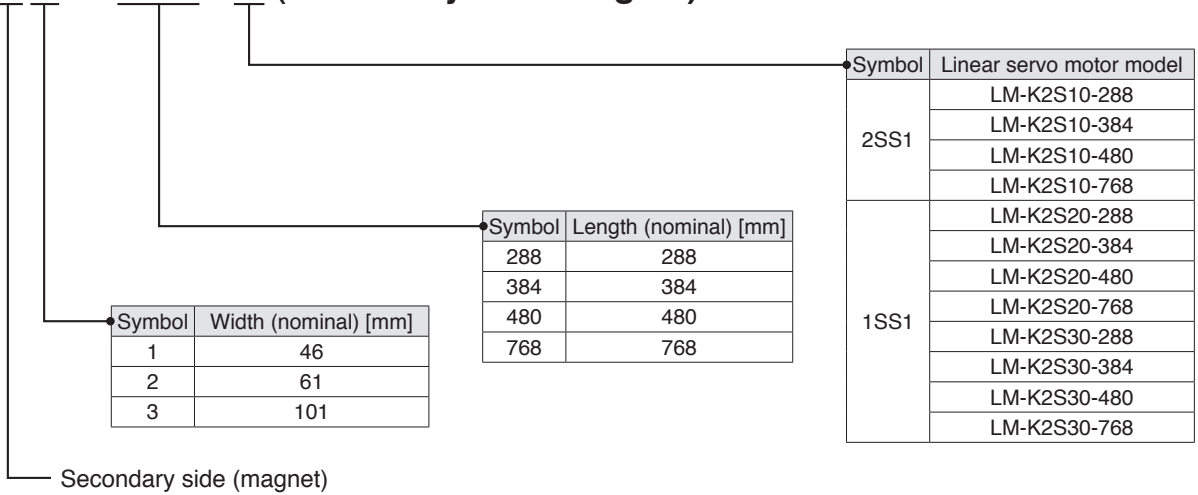 Symbol Linear servo motor model
2SS1
LM-K2S10-288
LM-K2S10-384
LM-K2S10-480
LM-K2S10-768
1SS1
LM-K2S20-288
LM-K2S20-384
LM-K2S20-480
LM-K2S20-768
LM-K2S30-288
LM-K2S30-384
LM-K2S30-480
LM-K2S30-768
Symbol Length (nominal) [mm]
288 288
384 384
480 480
768 768
Symbol Width (nominal) [mm]
1 46
2 61
3 101
Secondary side (magnet)